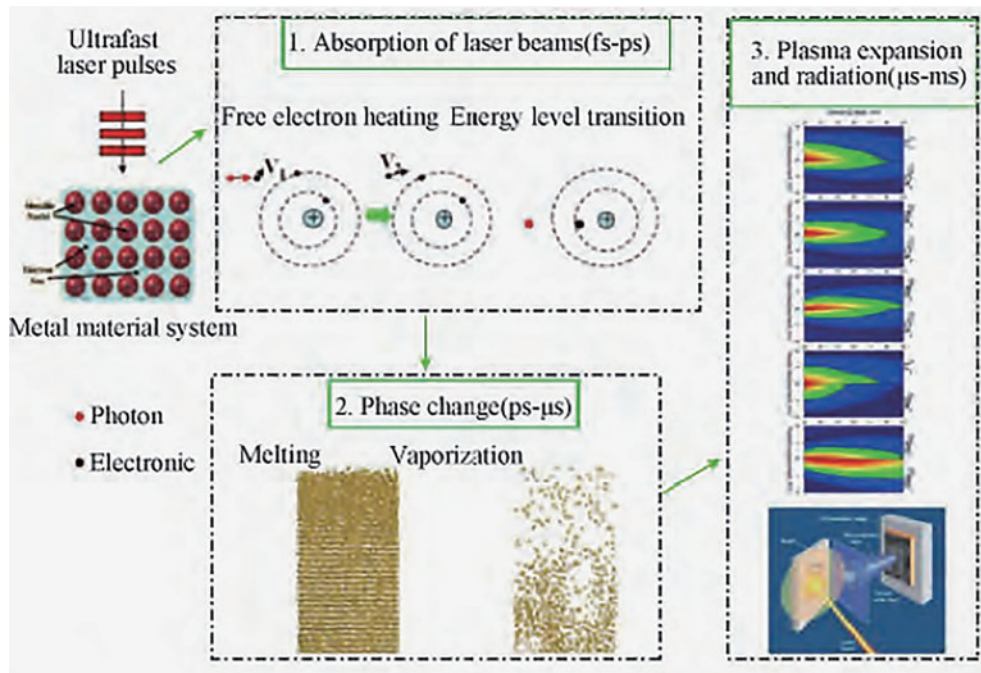 Ultrafast
laser pulses
Metal material system
Photon
Electronic
1. Absorption of laser beams(fs-ps)
Free electron heating Energy level transition
V
V
2. Phase change(ps-μs)
Melting Vaporization
3. Plasma expansion
and radiation(μs-ms)